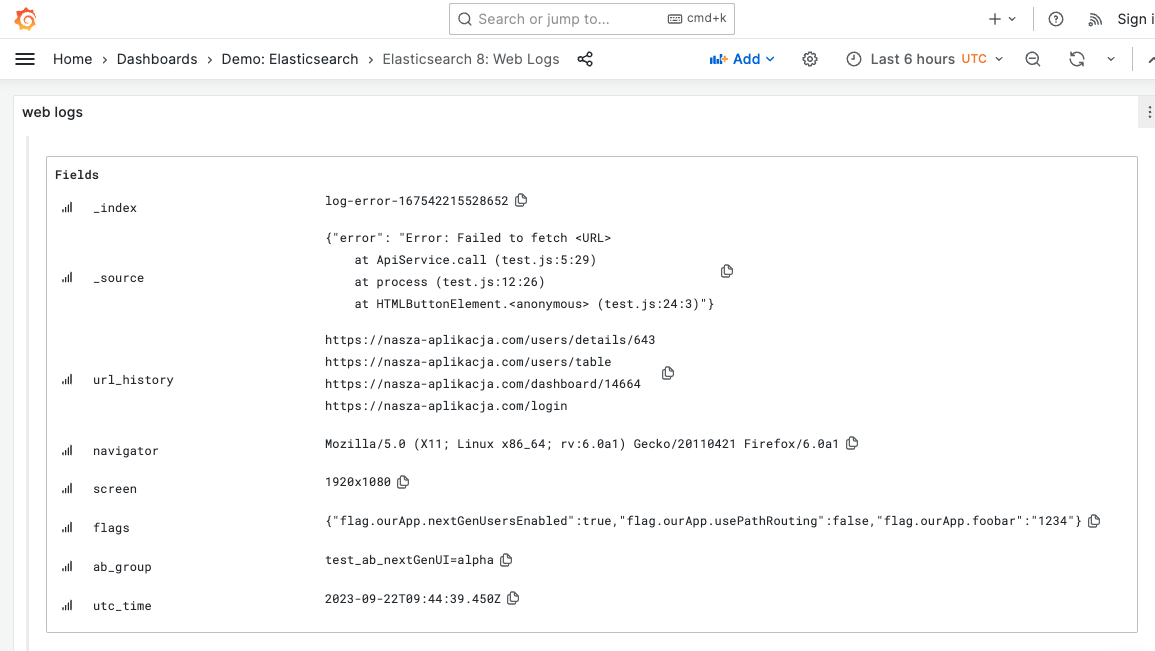 Search or jump to... cmd+k Sign i
Home > Dashboards > Demo: Elasticsearch > Elasticsearch 8: Web Logs Add Last 6 hours UTC
web logs
Fields
_index log-error-167542215528652
_source {"error": "Error: Failed to fetch <URL>
at ApiService.call (test.js:5:29)
at process (test.js:12:26)
at HTMLButtonElement.<anonymous> (test.js:24:3)"}
url_history https://nasza-aplikacja.com/users/details/643
https://nasza-aplikacja.com/users/table
https://nasza-aplikacja.com/dashboard/14664
https://nasza-aplikacja.com/login
navigator Mozilla/5.0 (X11; Linux x86_64; rv:6.0a1) Gecko/20110421 Firefox/6.0a1
screen 1920x1080
flags {"flag.ourApp.nextGenUsersEnabled":true,"flag.ourApp.usePathRouting":false,"flag.ourApp.foobar":"1234"}
ab_group test_ab_nextGenUI=alpha
utc_time 2023-09-22T09:44:39.450Z